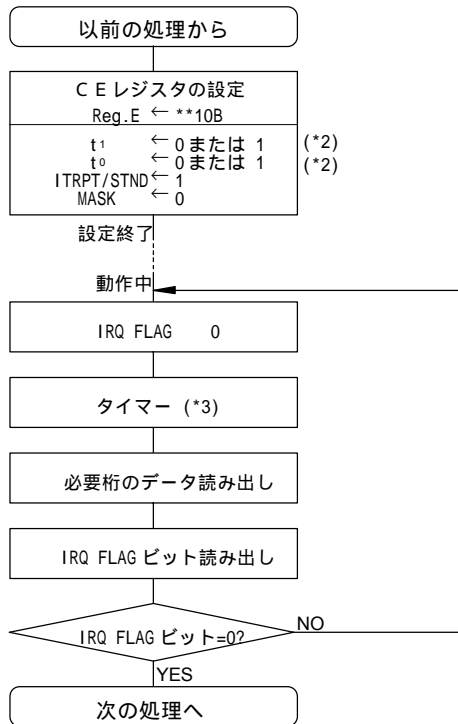 以前の処理から
CEレジスタの設定
Reg.E ← **10B
t1 ← 0または 1 (*2)
t0 ← 0または 1 (*2)
ITRPT/STND ← 1
MASK ← 0
設定終了
動作中
IRQ FLAG 0
タイマー (*3)
必要桁のデータ読み出し
IRQ FLAG ビット読み出し
IRQ FLAG ビット=0?
NO
YES
次の処理へ